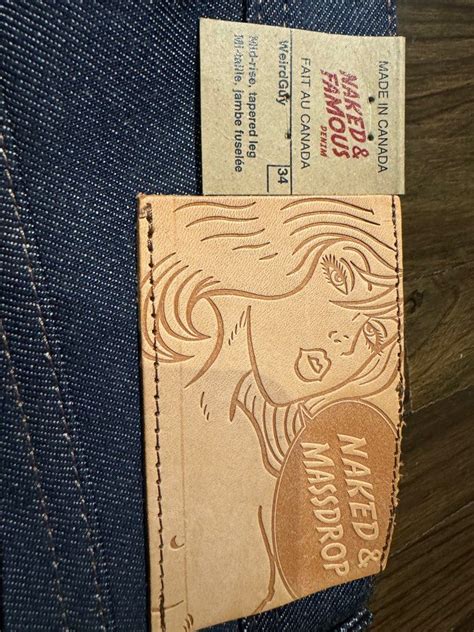 MADE IN CANADA
NAKED &
FAMOUS
DENIM
FAIT AU CANADA
WeirdGuy 34
Mid-rise, tapered leg
Mi-taille, jambe fuselée
NAKED &
MASSDROP